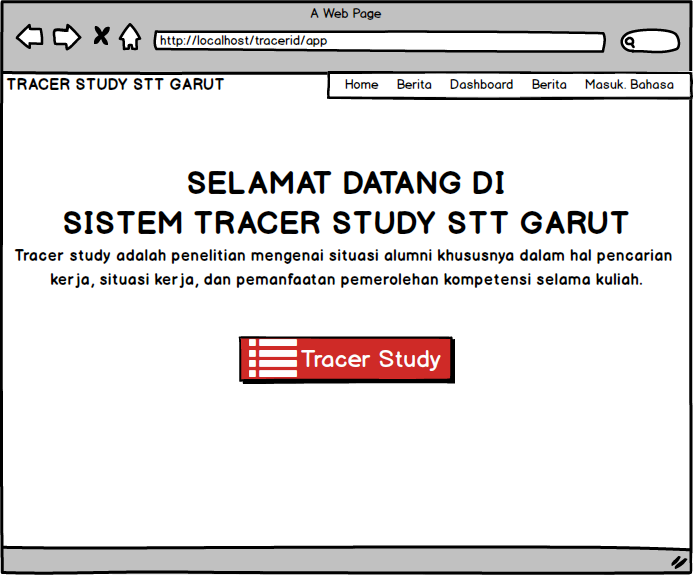 A Web Page
http://localhost/tracerid/app
TRACER STUDY STT GARUT
Home Berita Dashboard Berita Masuk. Bahasa
SELAMAT DATANG DI
SISTEM TRACER STUDY STT GARUT
Tracer study adalah penelitian mengenai situasi alumni khususnya dalam hal pencarian
kerja, situasi kerja, dan pemanfaatan pemerolehan kompetensi selama kuliah.
Tracer Study